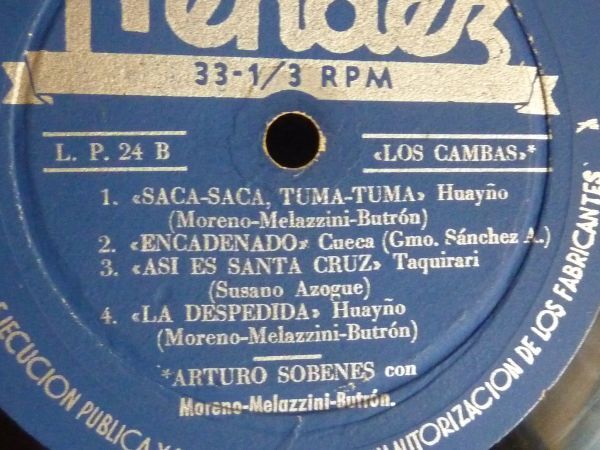 Méndez
33-1/3 RPM
L. P. 24 B
«LOS CAMBAS»*
1. «SACA-SACA, TUMA-TUMA» Huayño
(Moreno-Melazzini-Butrón)
2. «ENCADENADO» Cueca (Gmo. Sánchez A.)
3. «ASI ES SANTA CRUZ» Taquirari
(Susano Azogue)
4. «LA DESPEDIDA» Huayño
(Moreno-Melazzini-Butrón)
*ARTURO SOBENES con
Moreno-Melazzini-Butrón.
EJECUCION PUBLICA Y
AUTORIZACION DE LOS FABRICANTES